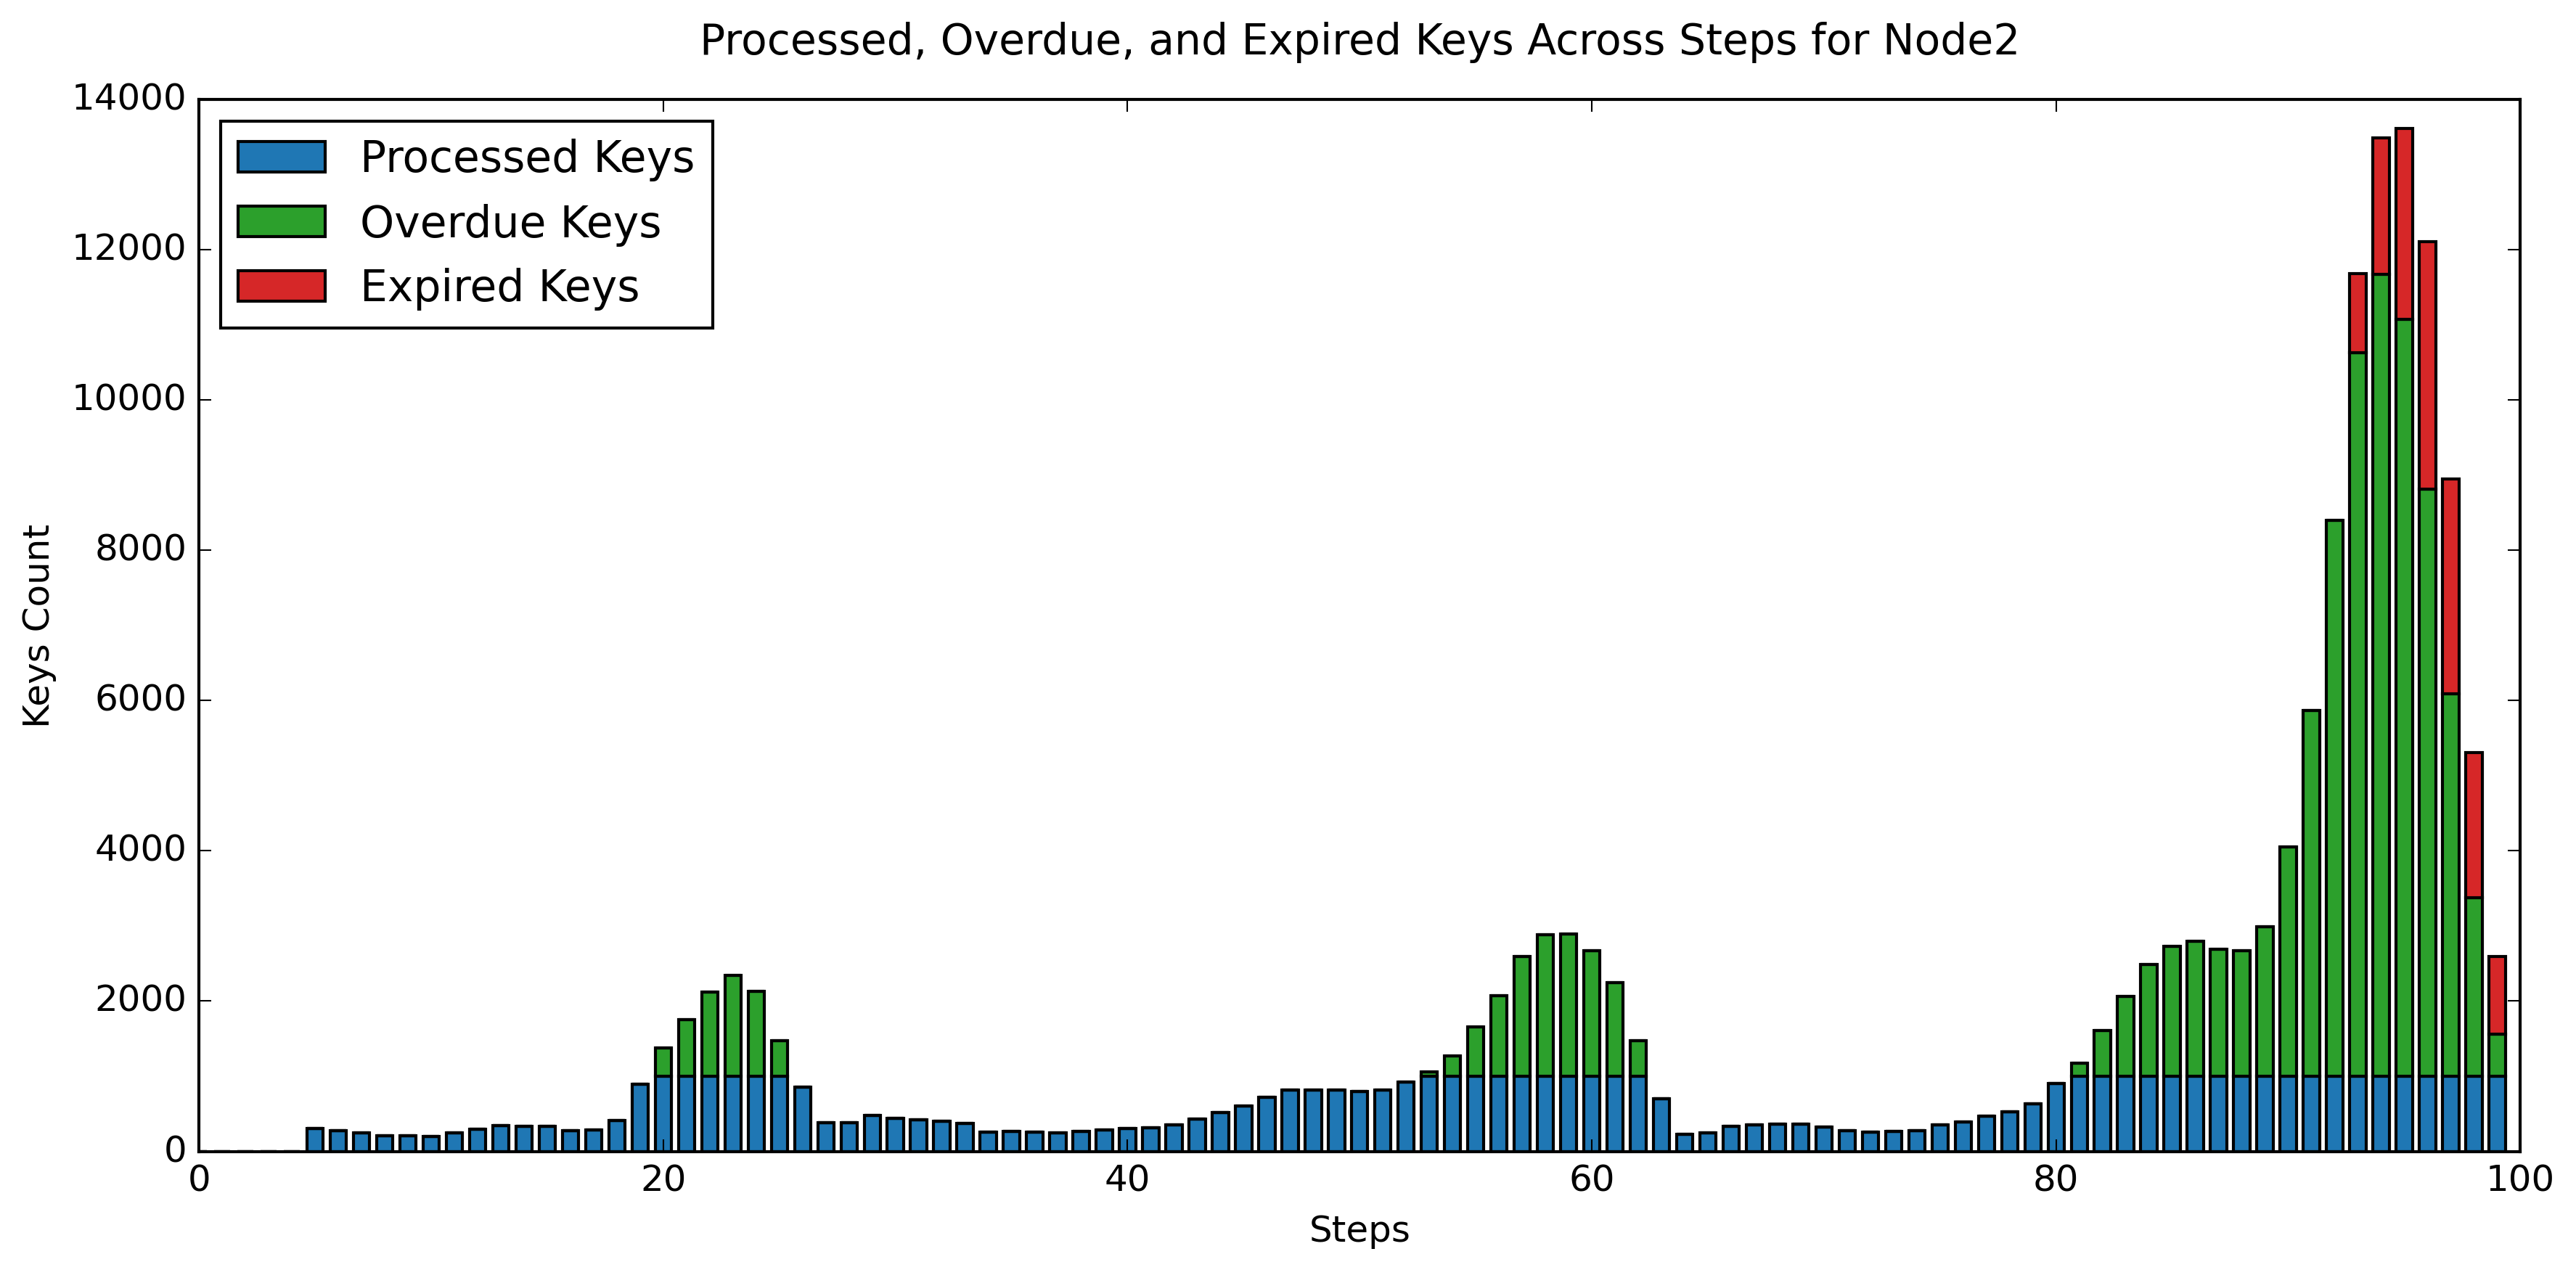 Processed, Overdue, and Expired Keys Across Steps for Node2
14000
12000
10000
8000
6000
4000
2000
0
Keys Count
Processed Keys
Overdue Keys
Expired Keys
0 20 40 60 80 100
Steps